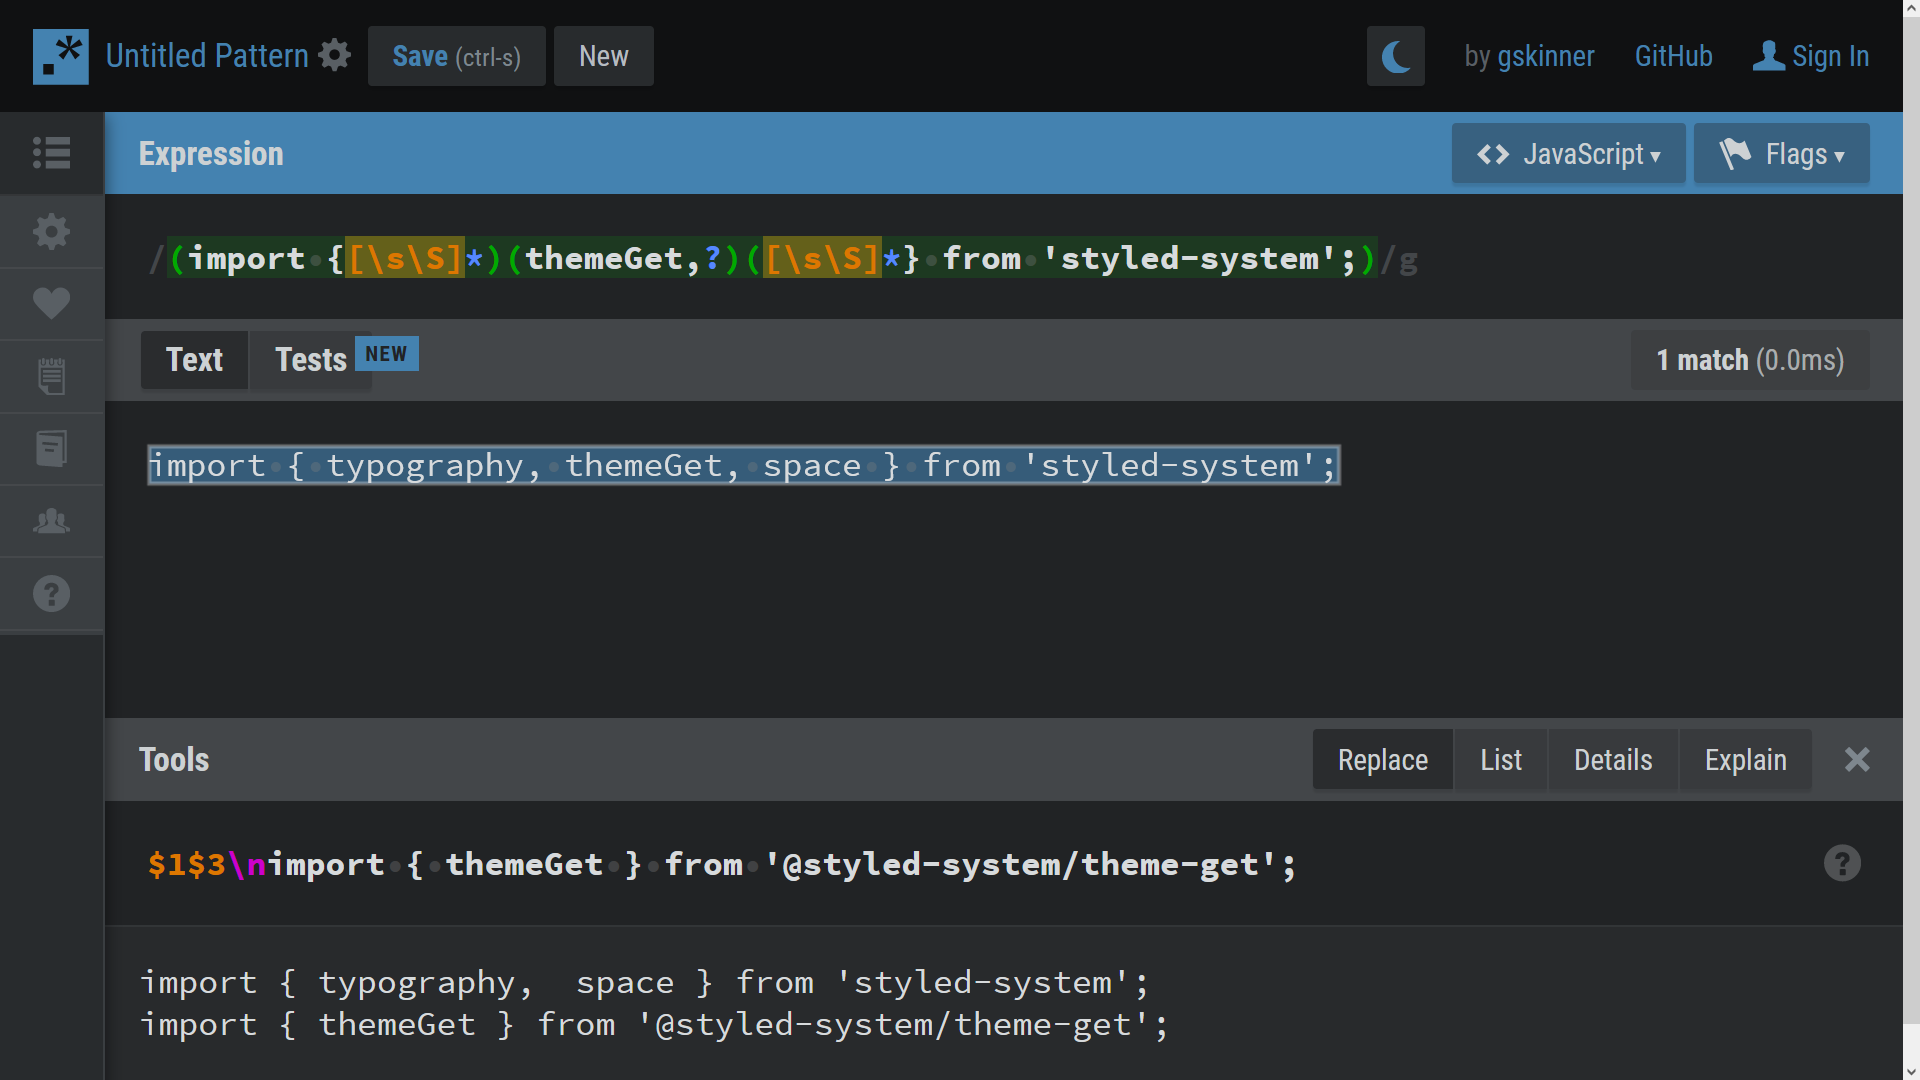 Untitled Pattern Save (ctrl-s) New by gskinner GitHub Sign In
Expression JavaScript ▾ Flags ▾
/(import {[\s\S]*)(themeGet,?)([\s\S]*} from 'styled-system';)/g
Text Tests NEW 1 match (0.0ms)
import { typography, themeGet, space } from 'styled-system';
Tools Replace List Details Explain
$1$3\nimport { themeGet } from '@styled-system/theme-get';
import { typography,  space } from 'styled-system';
import { themeGet } from '@styled-system/theme-get';